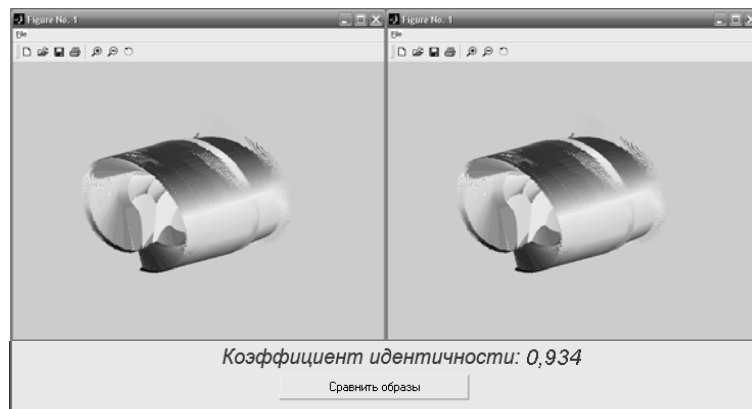 Figure No. 1
File
Figure No. 1
File
Коэффициент идентичности: 0,934
Сравнить образы